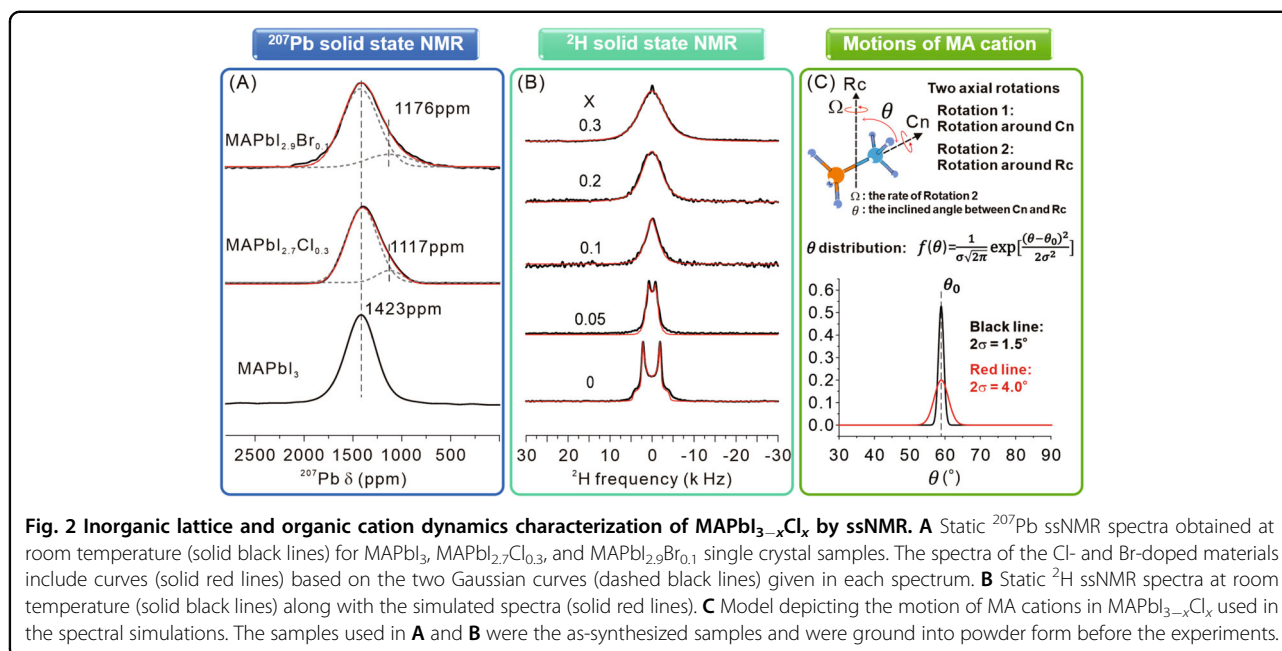 ²⁰⁷Pb solid state NMR
²H solid state NMR
Motions of MA cation
(A)
1176ppm
MAPbI₂.₉Br₀.₁
MAPbI₂.₇Cl₀.₃
1117ppm
1423ppm
MAPbI₃
2500 2000 1500 1000 500
²⁰⁷Pb δ (ppm)
(B)
X
0.3
0.2
0.1
0.05
0
30 20 10 0 -10 -20 -30
²H frequency (k Hz)
(C)
Rc
Ω
θ
Cn
Two axial rotations
Rotation 1:
Rotation around Cn
Rotation 2:
Rotation around Rc
Ω : the rate of Rotation 2
θ : the inclined angle between Cn and Rc
θ distribution: f(θ)=1/(σ√2π) exp[(θ-θ₀)²/2σ²]
0.6
0.5
0.4
0.3
0.2
0.1
0.0
θ₀
Black line:
2σ = 1.5°
Red line:
2σ = 4.0°
30 40 50 60 70 80 90
θ (°)
Fig. 2 Inorganic lattice and organic cation dynamics characterization of MAPbI₃₋ₓClₓ by ssNMR. A Static ²⁰⁷Pb ssNMR spectra obtained at
room temperature (solid black lines) for MAPbI₃, MAPbI₂.₇Cl₀.₃, and MAPbI₂.₉Br₀.₁ single crystal samples. The spectra of the Cl- and Br-doped materials
include curves (solid red lines) based on the two Gaussian curves (dashed black lines) given in each spectrum. B Static ²H ssNMR spectra at room
temperature (solid black lines) along with the simulated spectra (solid red lines). C Model depicting the motion of MA cations in MAPbI₃₋ₓClₓ used in
the spectral simulations. The samples used in A and B were the as-synthesized samples and were ground into powder form before the experiments.